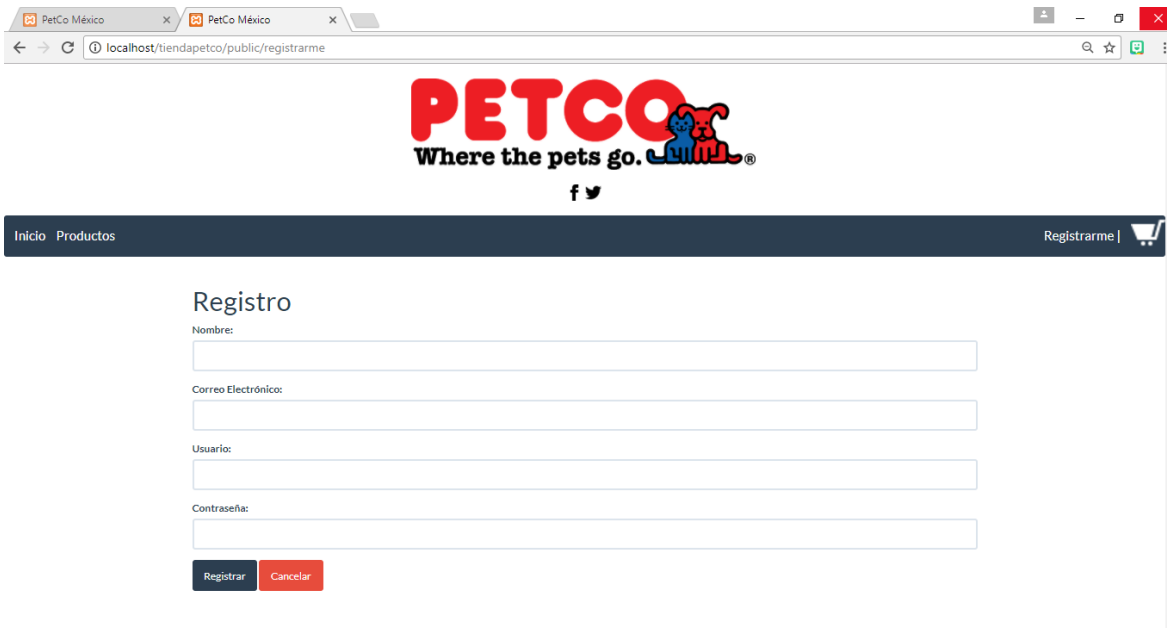 PetCo México
PetCo México
localhost/tiendapetco/public/registrarme
PETCO
Where the pets go. ®
Inicio Productos Registrarme |
Registro
Nombre:
Correo Electrónico:
Usuario:
Contraseña:
Registrar Cancelar